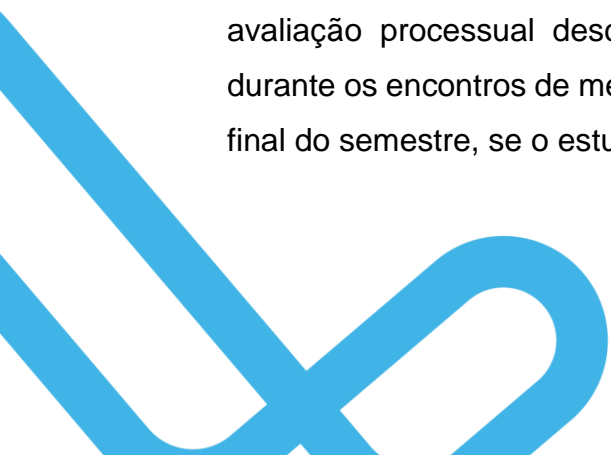 avaliação processual
durante os encontros de
final do semestre, se o